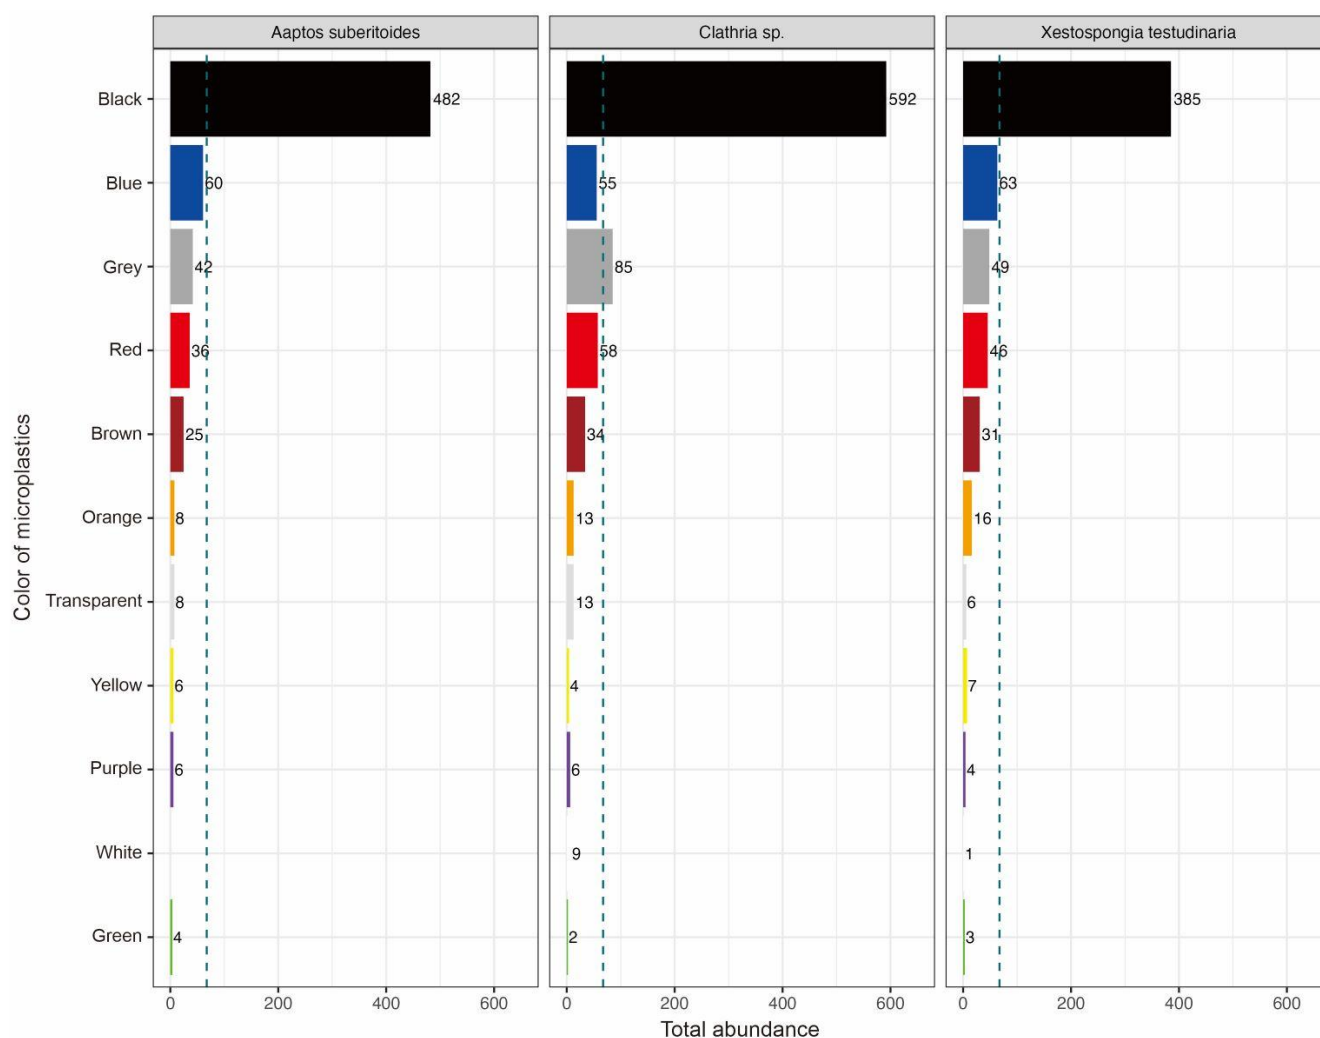 Aaptos suberitoides Clathria sp. Xestospongia testudinaria
Black 482 592 385
Blue 60 55 63
Grey 42 85 49
Red 36 58 46
Brown 25 34 31
Orange 8 13 16
Transparent 8 13 6
Yellow 6 4 7
Purple 6 6 4
White 9 1
Green 4 2 3
0 200 400 600 0 200 400 600 0 200 400 600
Total abundance
Color of microplastics